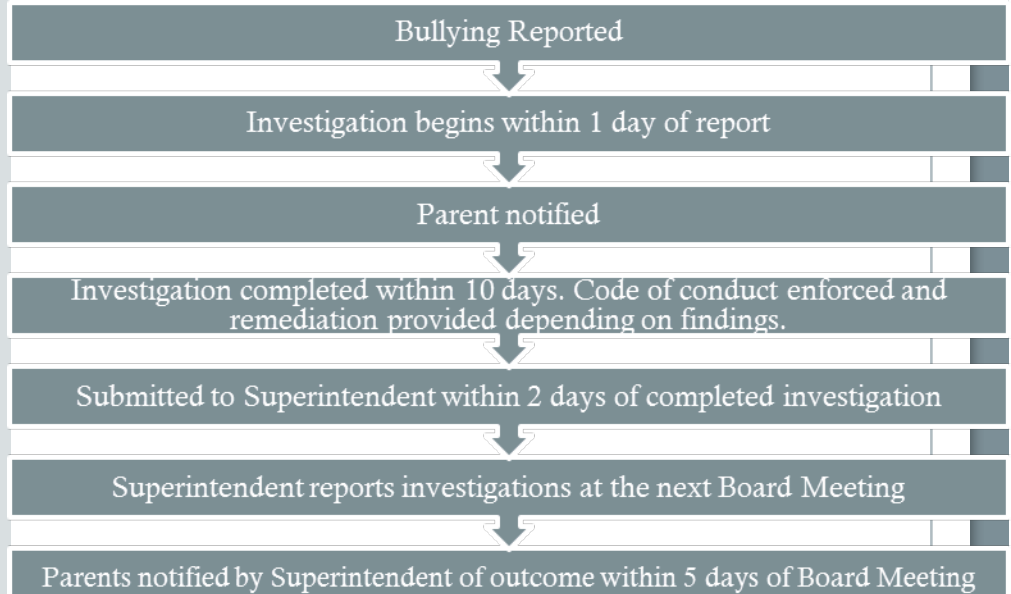 Bullying Reported
Investigation begins within 1 day of report
Parent notified
Investigation completed within 10 days. Code of conduct enforced and
remediation provided depending on findings.
Submitted to Superintendent within 2 days of completed investigation
Superintendent reports investigations at the next Board Meeting
Parents notified by Superintendent of outcome within 5 days of Board Meeting